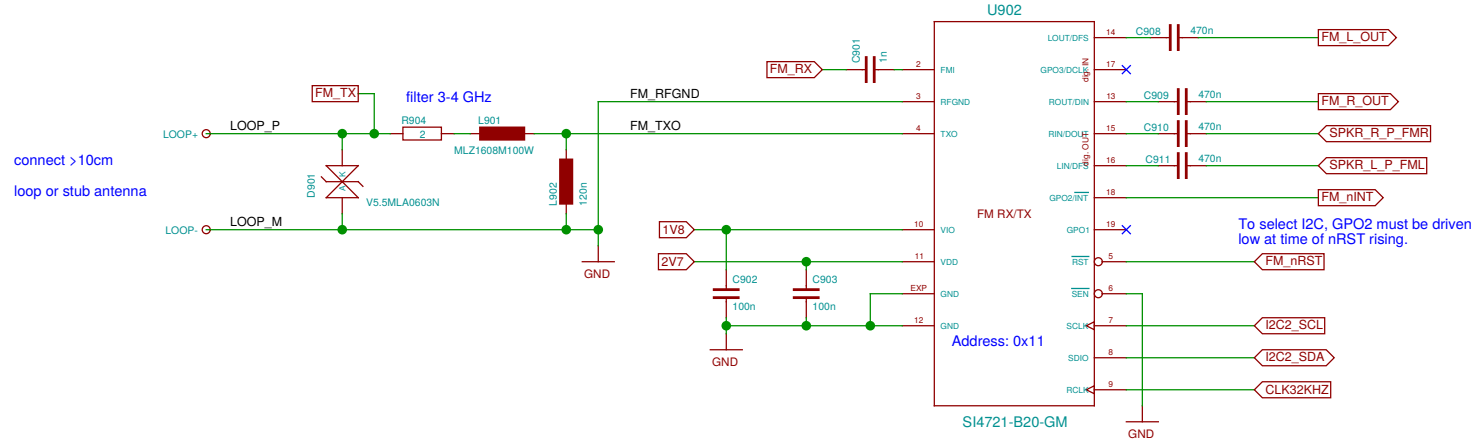 U902
LOUT/DFS
14
C908
470n
FM_L_OUT
GPO3/DCLK
17
dig. IN
C901
1n
FM_RX
2
FMI
FM_TX
filter 3-4 GHz
FM_RFGND
3
RFGND
ROUT/DIN
13
C909
470n
FM_R_OUT
LOOP+
LOOP_P
R904
2
L901
MLZ1608M100W
FM_TXO
4
TXO
RIN/DOUT
15
C910
470n
SPKR_R_P_FMR
dig. OUT
connect >10cm
loop or stub antenna
D901
A
K
V5.5MLA0603N
L902
120n
LIN/DFS
16
C911
470n
SPKR_L_P_FML
GPO2/INT
18
FM_nINT
FM RX/TX
LOOP-
LOOP_M
GND
1V8
10
VIO
GPO1
19
To select I2C, GPO2 must be driven
low at time of nRST rising.
2V7
11
VDD
RST
5
FM_nRST
C902
100n
C903
100n
EXP
GND
SEN
6
12
GND
SCLK
7
I2C2_SCL
GND
Address: 0x11
SDIO
8
I2C2_SDA
RCLK
9
CLK32KHZ
SI4721-B20-GM
GND